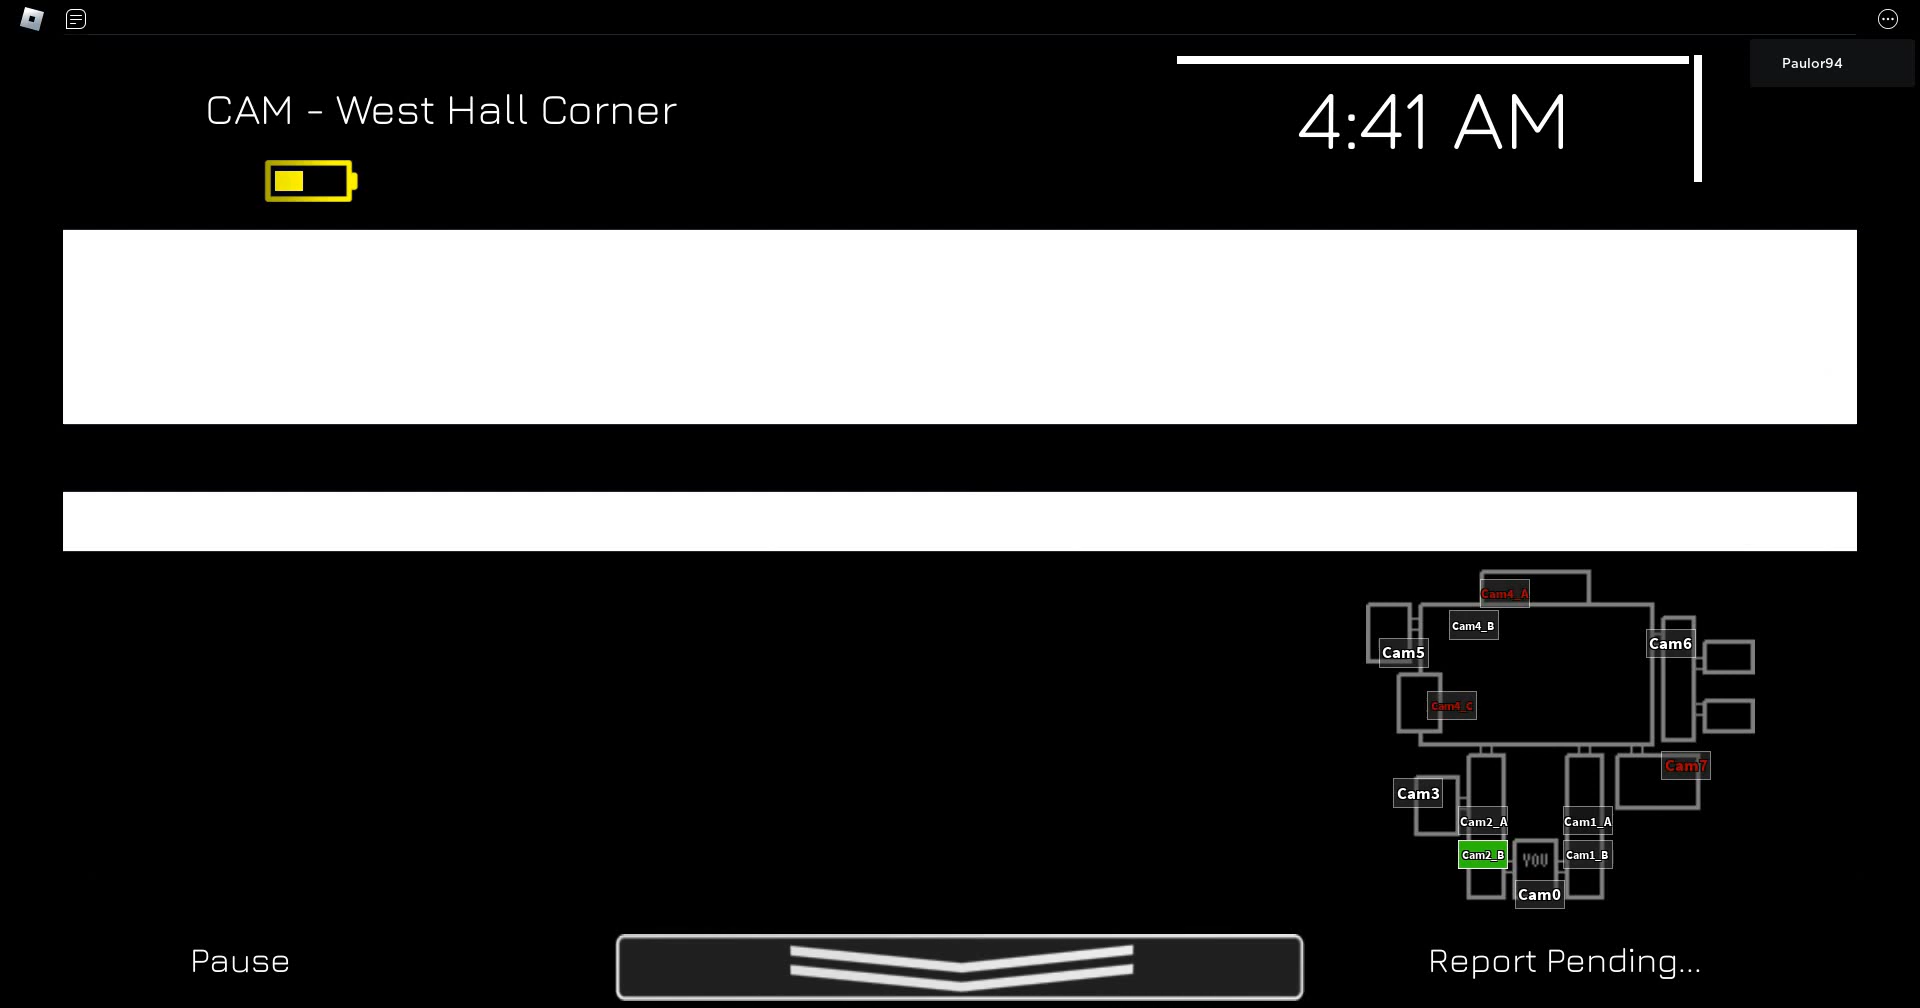 Paulor94
CAM - West Hall Corner
4:41 AM
Cam4_A
Cam4_B
Cam6
Cam5
Cam4_C
Cam7
Cam3
Cam2_A
Cam1_A
Cam2_B
YOU
Cam1_B
Cam0
Pause
Report Pending...